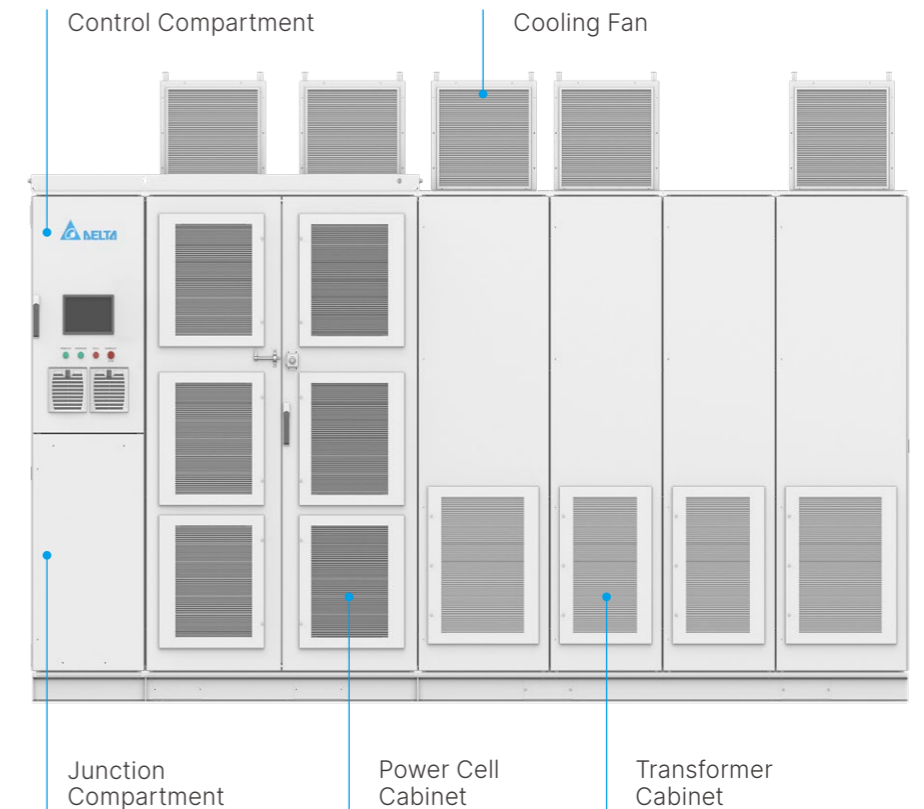 Control Compartment
Cooling Fan
DELTA
Junction
Compartment
Power Cell
Cabinet
Transformer
Cabinet